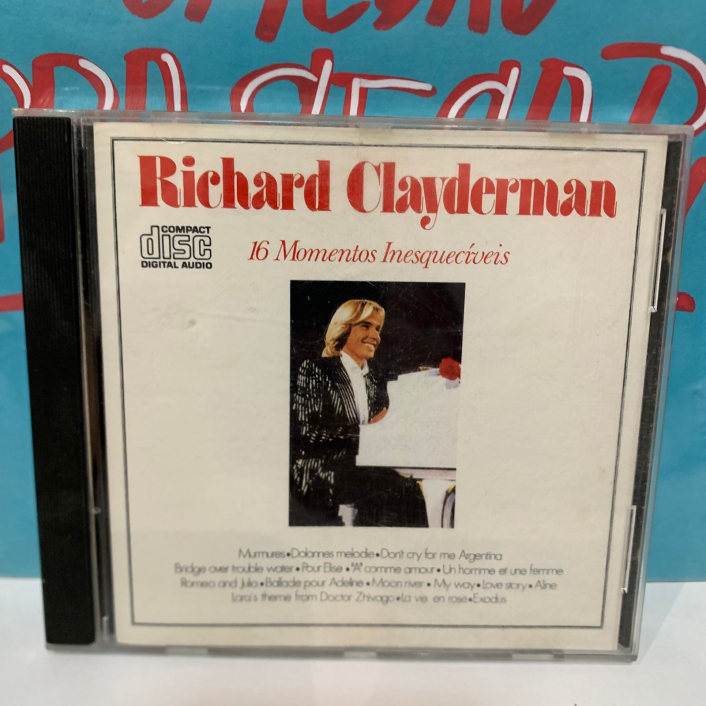 Richard Clayderman
COMPACT
disc
DIGITAL AUDIO
16 Momentos Inesquecíveis
Murmures • Dolannes melodie • Don't cry for me Argentina
Bridge over trouble water • Pour Elise • "A" comme amour • Un homme et une femme
Romeo and Julia • Ballade pour Adeline • Moon river • My way • Love story • Aline
Lara's theme from Doctor Zhivago • La vie en rose • Exodus